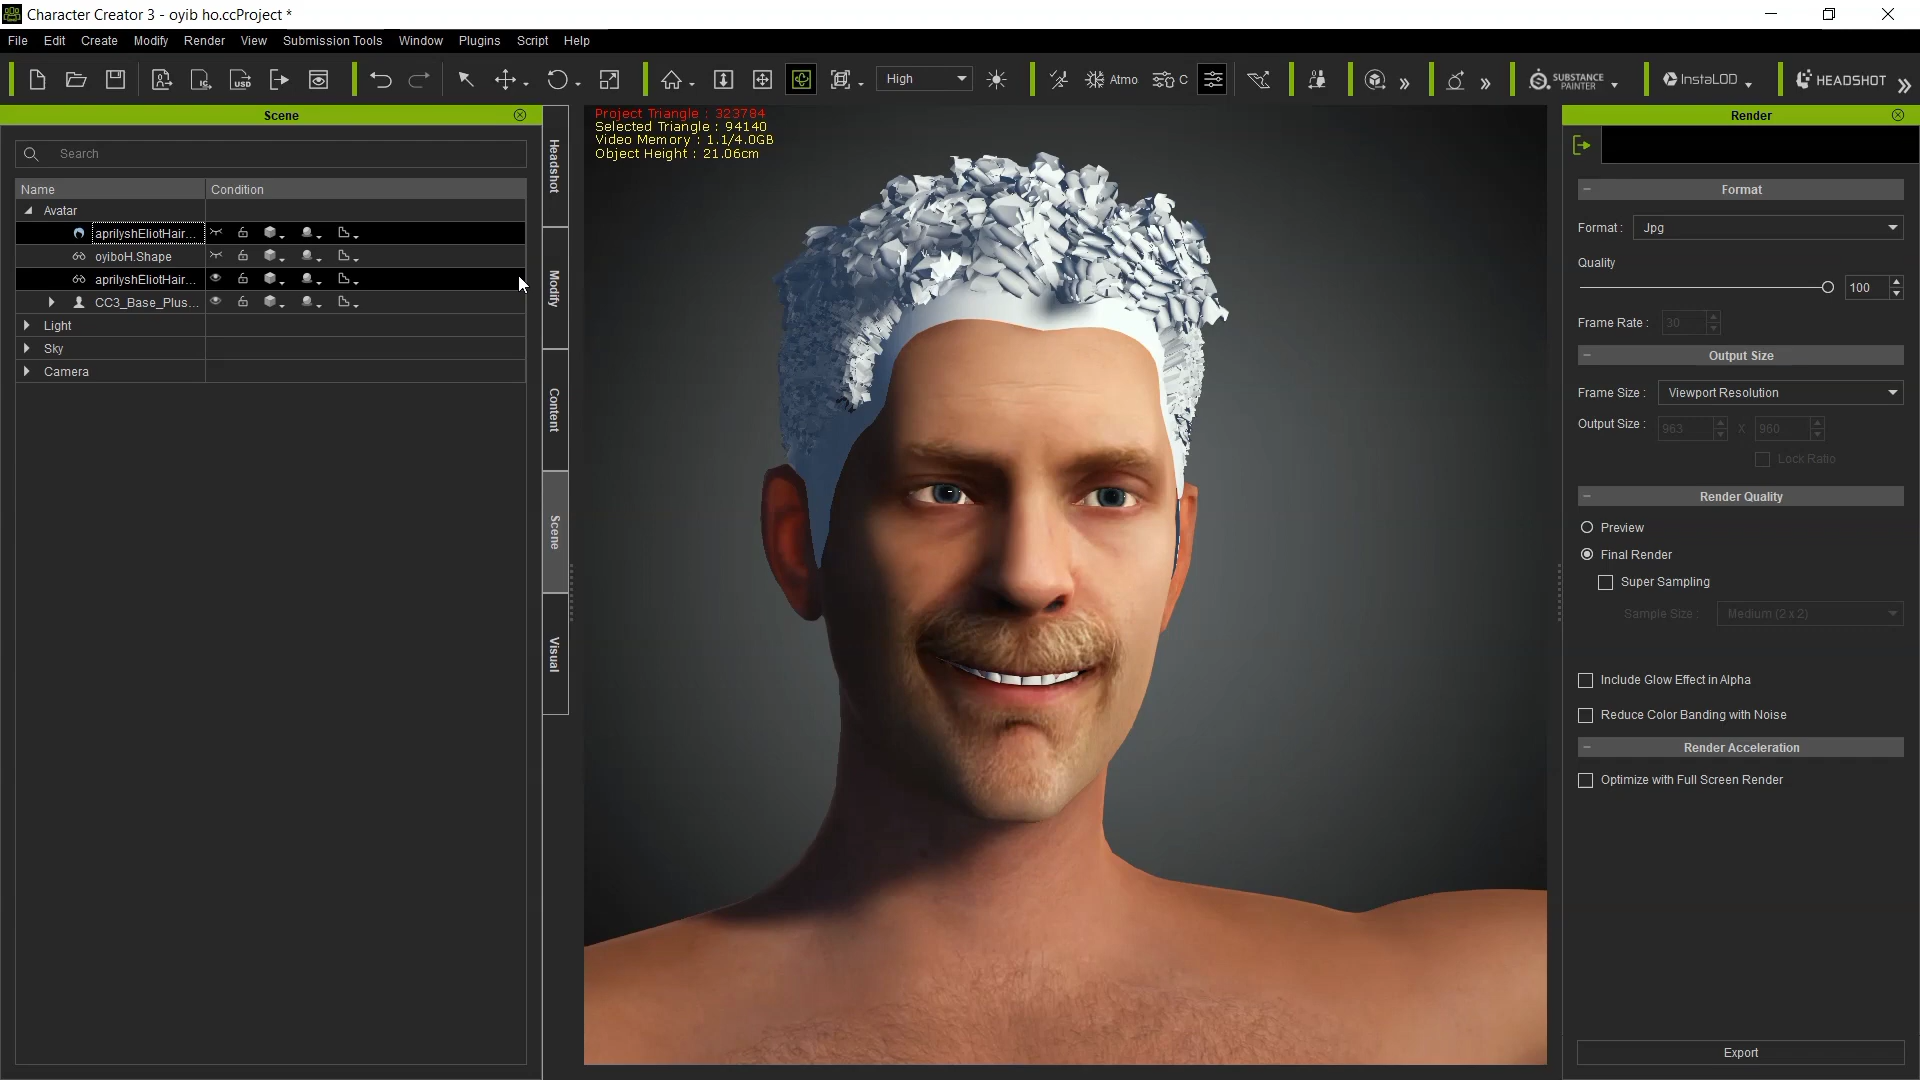 Character Creator 3 - oyib ho.ccProject *
File Edit Create Modify Render View Submission Tools Window Plugins Script Help
High Atmo C SUBSTANCE PAINTER InstaLOD HEADSHOT
Scene
Search
Name Condition
Avatar
aprilyshEliotHair...
oyiboH.Shape
aprilyshEliotHair...
CC3_Base_Plus...
Light
Sky
Camera
Headshot
Modify
Content
Scene
Visual
Project Triangle : 323784
Selected Triangle : 94140
Video Memory : 1.1/4.0GB
Object Height : 21.06cm
Render
Format
Format : Jpg
Quality
100
Frame Rate : 30
Output Size
Frame Size : Viewport Resolution
Output Size : 963 X 960
Lock Ratio
Render Quality
Preview
Final Render
Super Sampling
Sample Size : Medium (2 x 2)
Include Glow Effect in Alpha
Reduce Color Banding with Noise
Render Acceleration
Optimize with Full Screen Render
Export